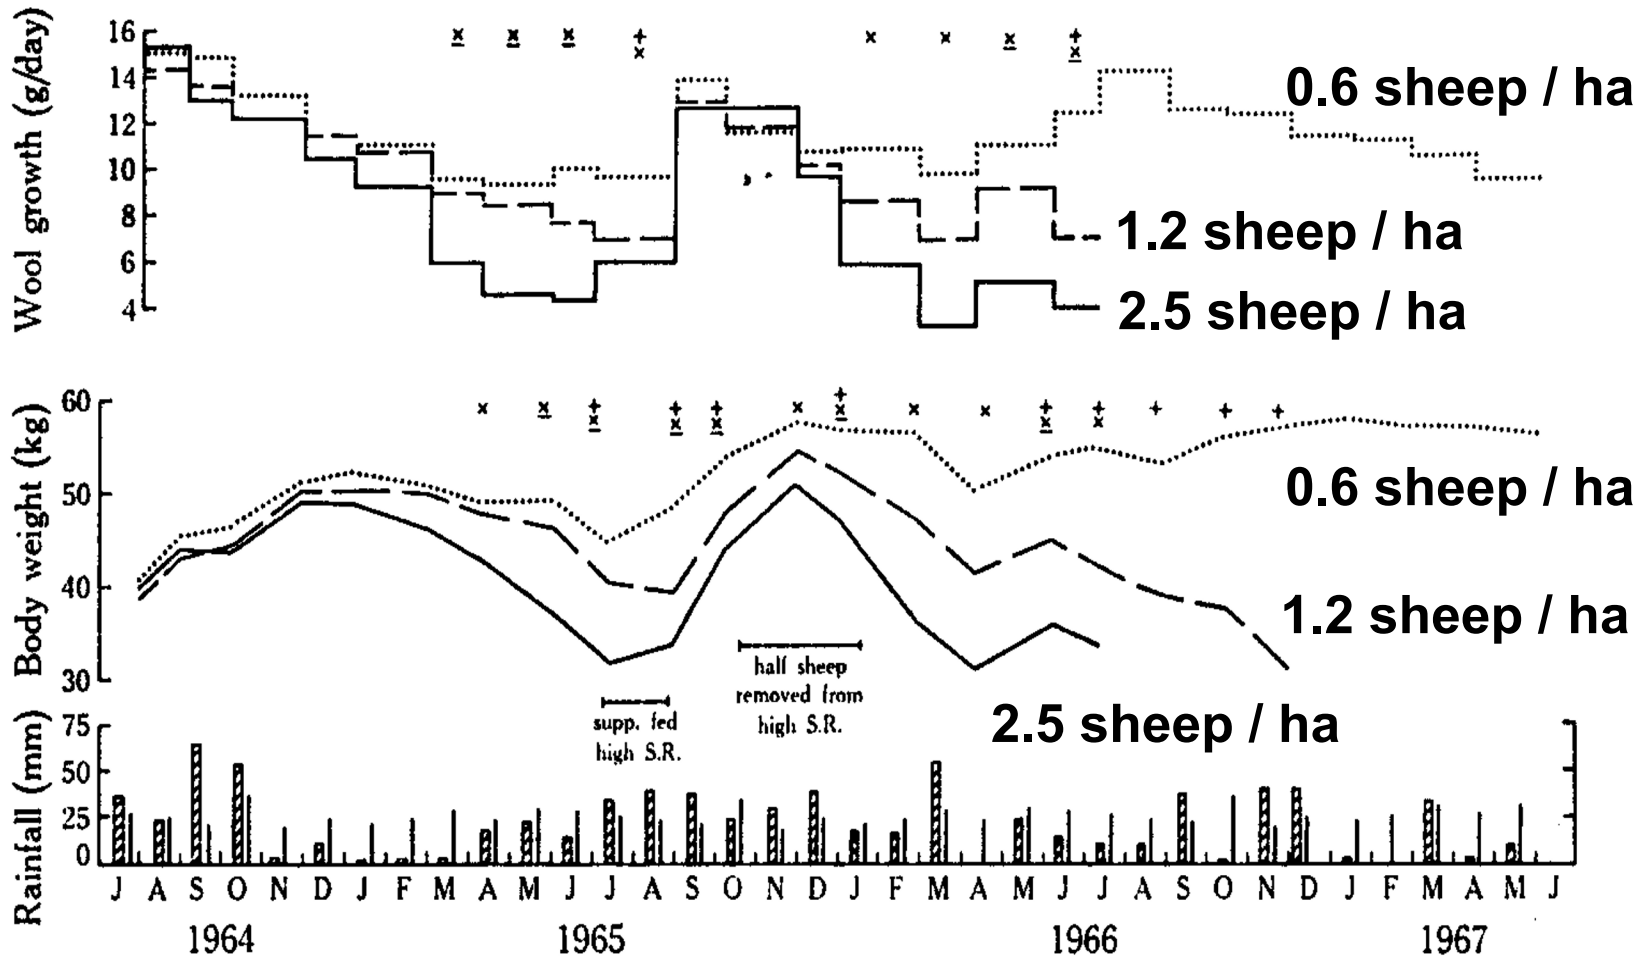 Wool growth (g/day)
16
14
12
10
8
6
4
0.6 sheep / ha
1.2 sheep / ha
2.5 sheep / ha
Body weight (kg)
60
50
40
30
0.6 sheep / ha
1.2 sheep / ha
2.5 sheep / ha
supp. fed
high S.R.
half sheep
removed from
high S.R.
Rainfall (mm)
75
50
25
0
J A S O N D J F M A M J J A S O N D J F M A M J J A S O N D J F M A M J
1964 1965 1966 1967